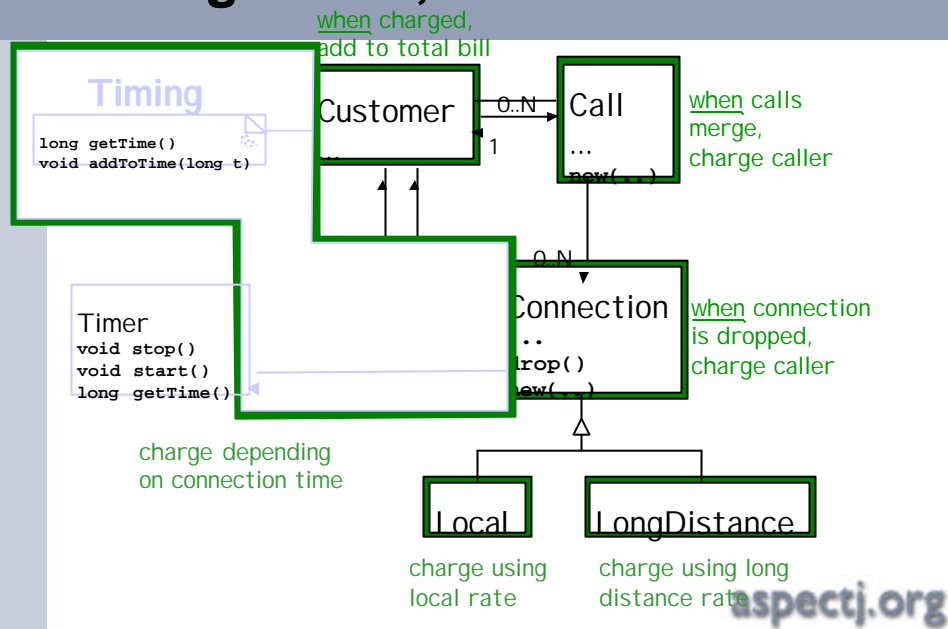 when charged,
add to total bill
Timing
long getTime()
void addToTime(long t)
Customer
...
0..N
1
Call
...
new(..)
when calls
merge,
charge caller
0..N
Timer
void stop()
void start()
long getTime()
Connection
...
drop()
new(..)
when connection
is dropped,
charge caller
charge depending
on connection time
Local
LongDistance
charge using
local rate
charge using long
distance rate
aspectj.org